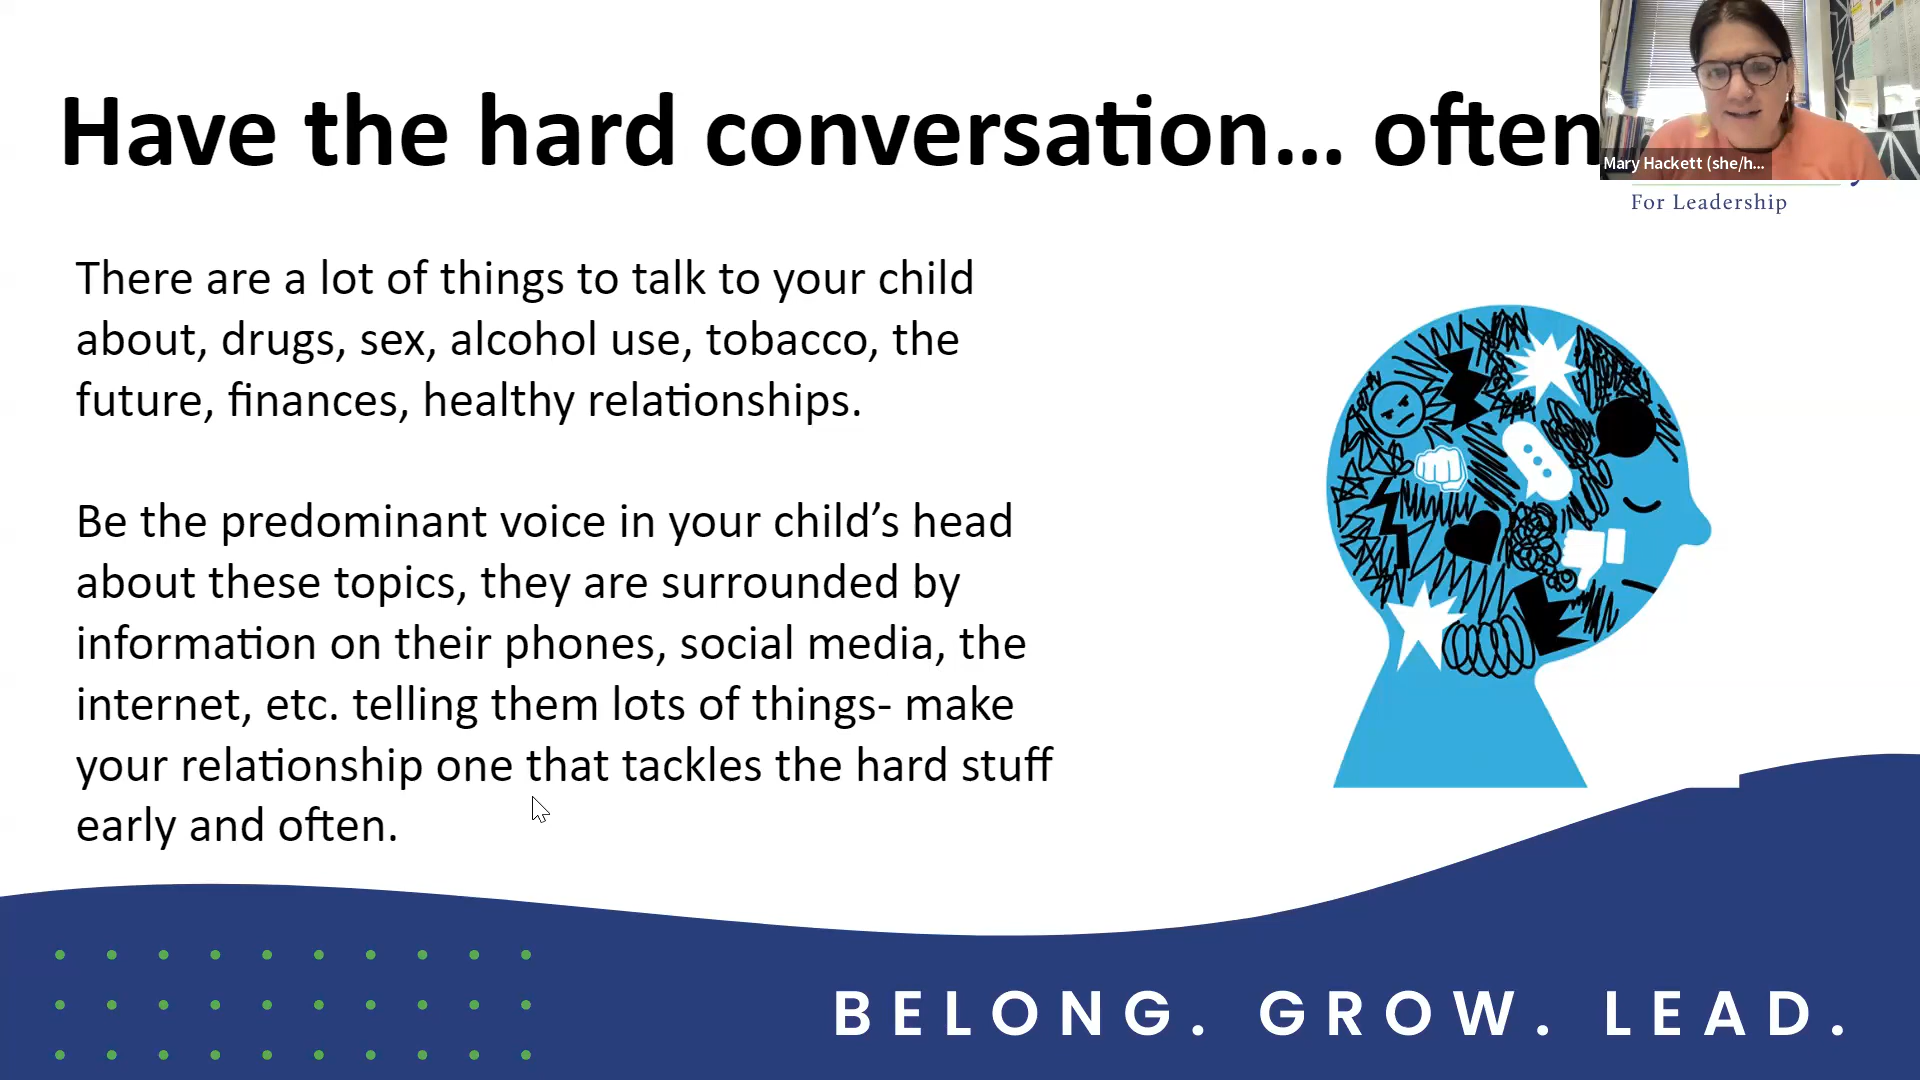 Have the hard conversation... often
Mary Hackett (she/h...
For Leadership
There are a lot of things to talk to your child
about, drugs, sex, alcohol use, tobacco, the
future, finances, healthy relationships.
Be the predominant voice in your child’s head
about these topics, they are surrounded by
information on their phones, social media, the
internet, etc. telling them lots of things- make
your relationship one that tackles the hard stuff
early and often.
BELONG. GROW. LEAD.